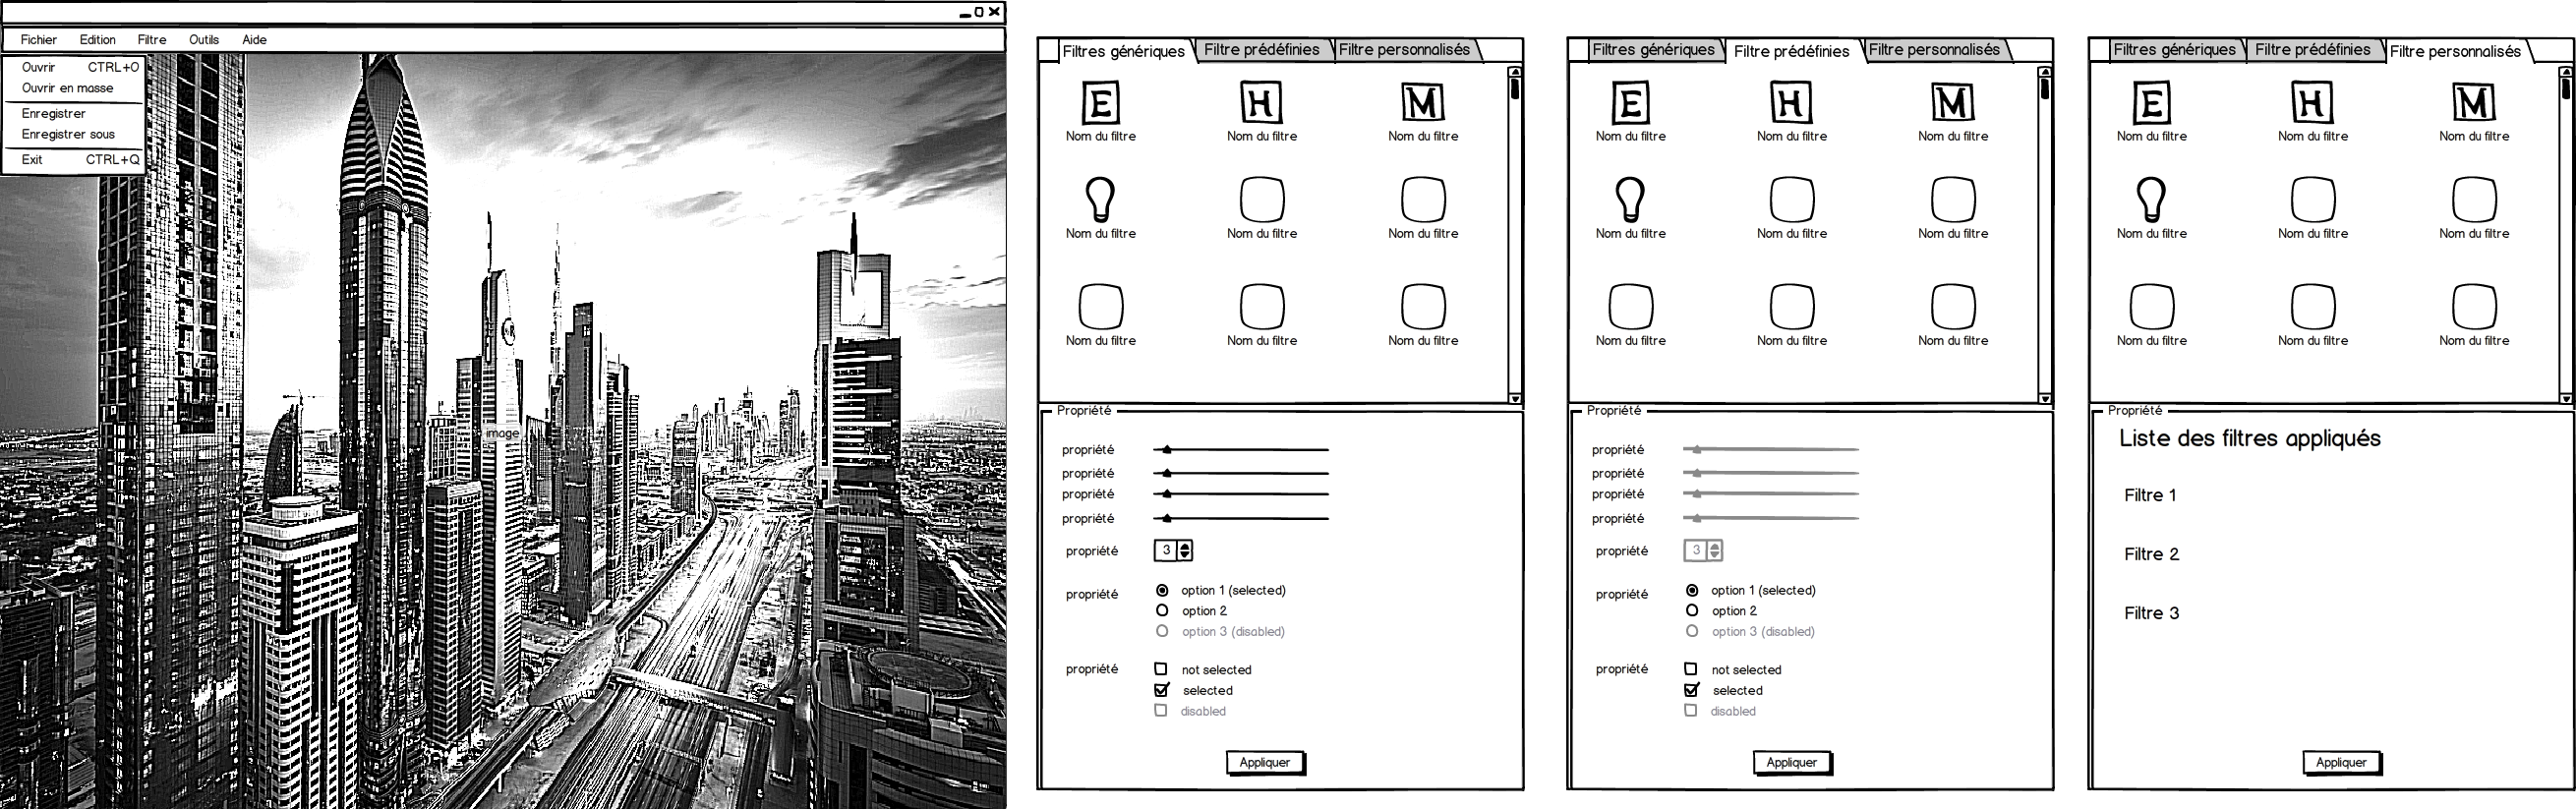 Fichier Edition Filtre Outils Aide
Ouvrir CTRL+O
Ouvrir en masse
Enregistrer
Enregistrer sous
Exit CTRL+Q
image
Filtres génériques Filtre prédéfinies Filtre personnalisés
E H M
Nom du filtre Nom du filtre Nom du filtre
Nom du filtre Nom du filtre Nom du filtre
Nom du filtre Nom du filtre Nom du filtre
Propriété
propriété
propriété
propriété
propriété
propriété 3
propriété option 1 (selected)
option 2
option 3 (disabled)
propriété not selected
selected
disabled
Appliquer
Filtres génériques Filtre prédéfinies Filtre personnalisés
E H M
Nom du filtre Nom du filtre Nom du filtre
Nom du filtre Nom du filtre Nom du filtre
Nom du filtre Nom du filtre Nom du filtre
Propriété
propriété
propriété
propriété
propriété
propriété 3
propriété option 1 (selected)
option 2
option 3 (disabled)
propriété not selected
selected
disabled
Appliquer
Filtres génériques Filtre prédéfinies Filtre personnalisés
E H M
Nom du filtre Nom du filtre Nom du filtre
Nom du filtre Nom du filtre Nom du filtre
Nom du filtre Nom du filtre Nom du filtre
Propriété
Liste des filtres appliqués
Filtre 1
Filtre 2
Filtre 3
Appliquer